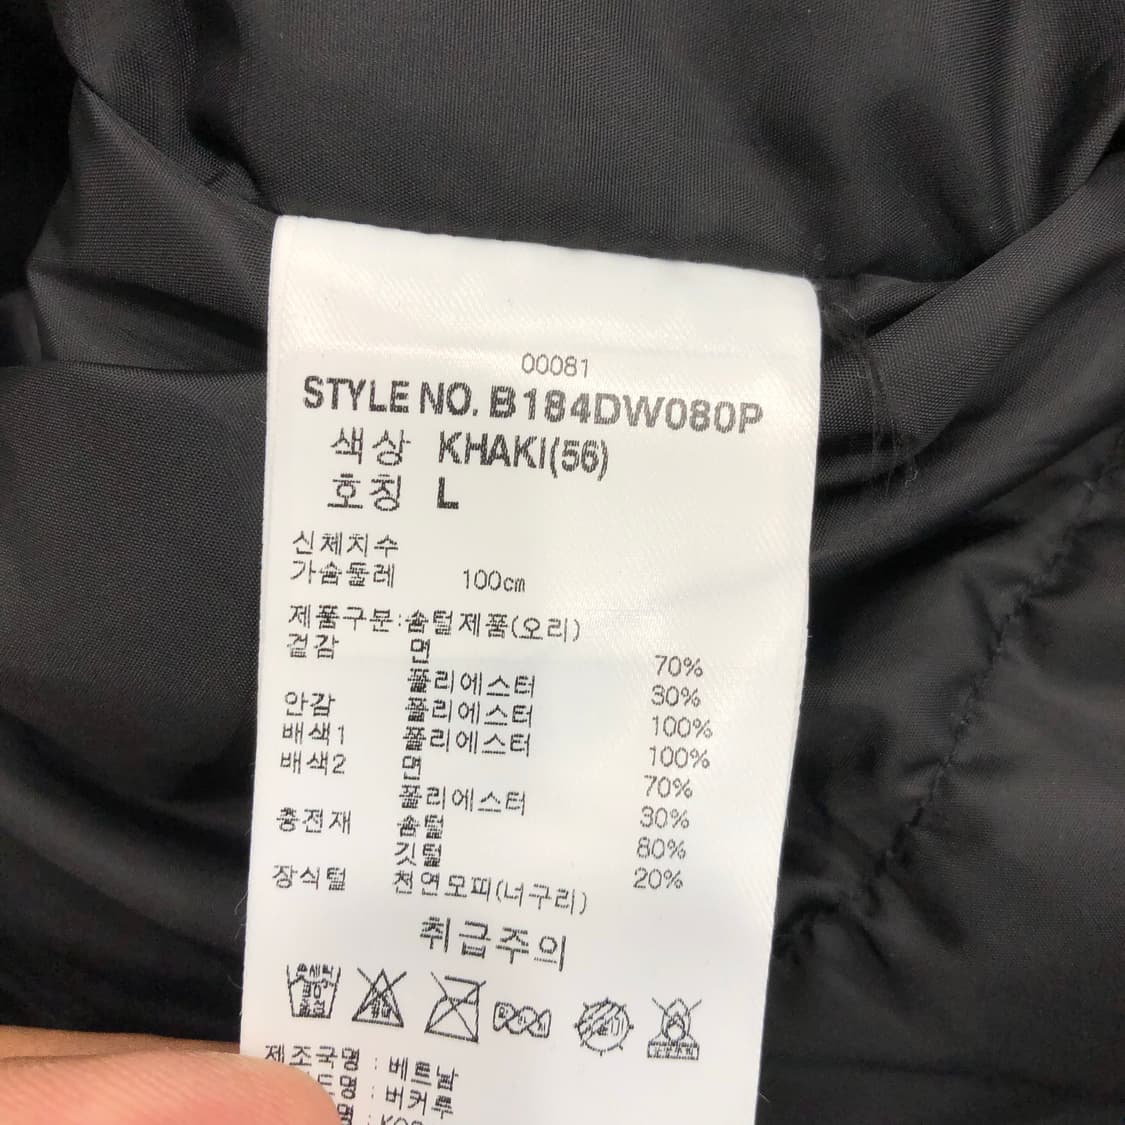 00081
STYLE NO. B184DW080P
색상 KHAKI(56)
호칭 L
신체치수
가슴둘레 100cm
제품구분:솜털제품(오리)
겉감 면 70%
폴리에스터 30%
안감 폴리에스터 100%
배색1 폴리에스터 100%
배색2 면 70%
폴리에스터 30%
충전재 솜털 80%
깃털 20%
장식털 천연모피(너구리)
취급주의
제조국명 : 베트남
드명 : 버커루
명 :